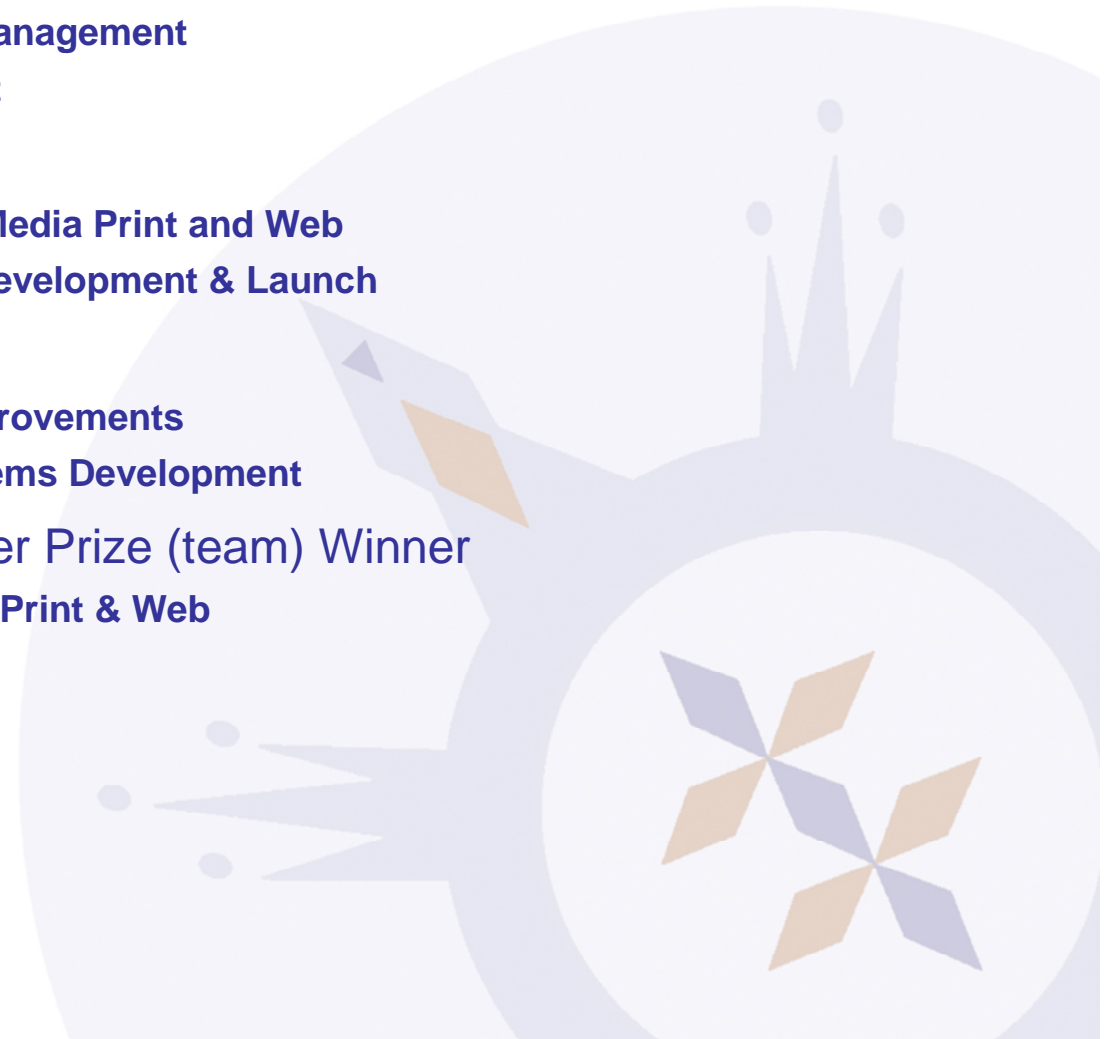 anagement
t
Media Print and Web
evelopment & Launch
rovements
ems Development
er Prize (team) Winner
Print & Web